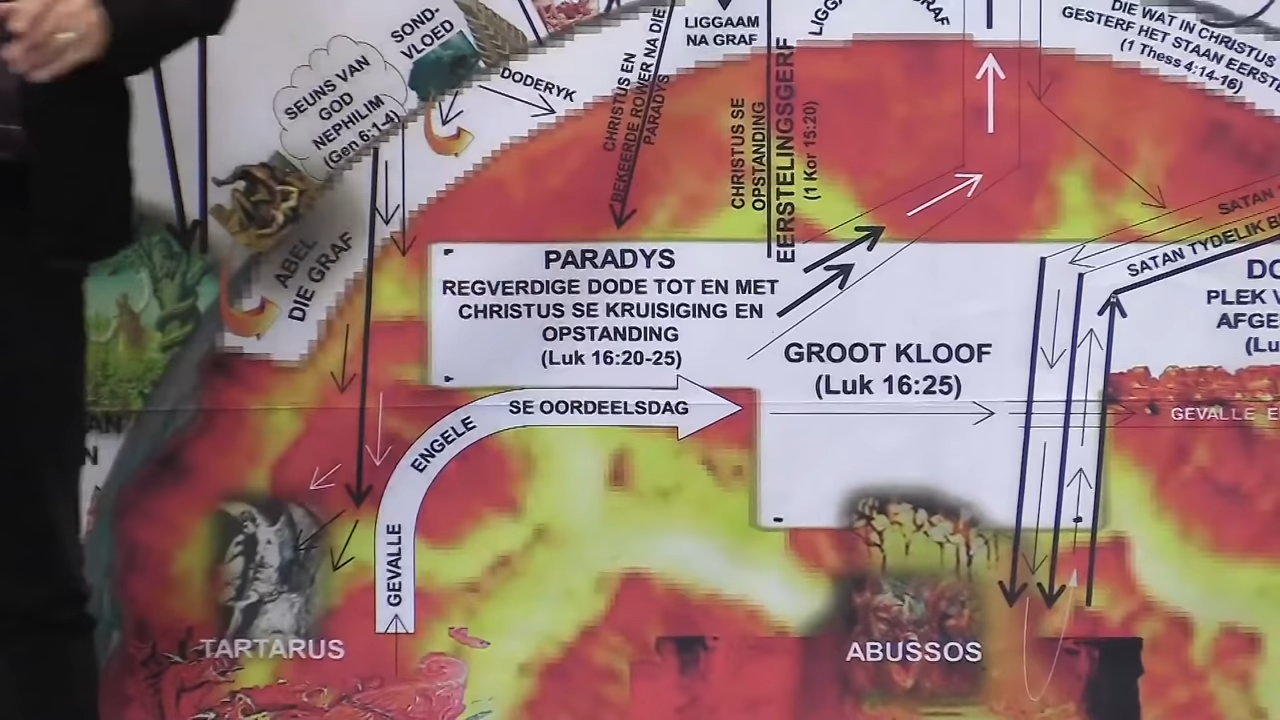 SOND-
VLOED
LIGGAAM
NA GRAF
DIE WAT IN CHRISTUS
GESTERF HET STAAN EERSTE
(1 Thess 4:14-16)
SEUNS VAN
GOD
NEPHILIM
(Gen 6:1-4)
DODERYK
CHRISTUS EN
BEKEERDE ROWER NA DIE
PARADYS
CHRISTUS SE
OPSTANDING
EERSTELINGSGERF
(1 Kor 15:20)
ABEL
DIE GRAF
SATAN
SATAN TYDELIK
PARADYS
REGVERDIGE DODE TOT EN MET
CHRISTUS SE KRUISIGING EN
OPSTANDING
(Luk 16:20-25)
GROOT KLOOF
(Luk 16:25)
PLEK
GEVALLE
GEVALLE ENGELE SE OORDEELSDAG
TARTARUS
ABUSSOS